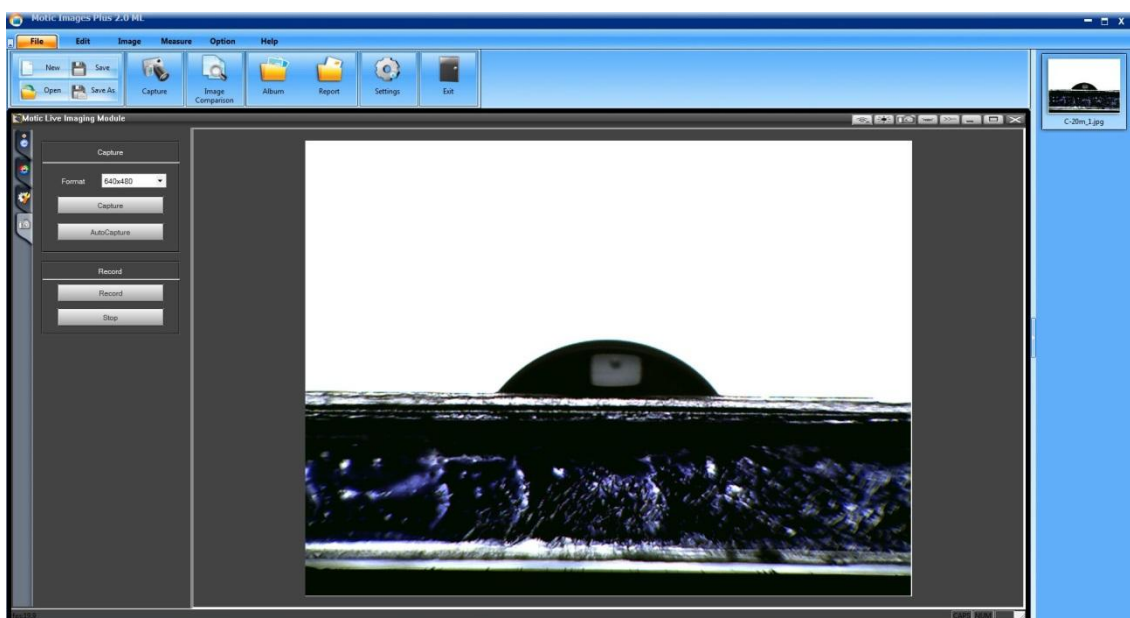 Motic Images Plus 2.0 ML
File Edit Image Measure Option Help
New Save Capture Image Comparison Album Report Settings Exit
Open Save As
Motic Live Imaging Module
C-20m_1.jpg
Capture
Format 640x480
Capture
AutoCapture
Record
Record
Stop
CAPS NUM